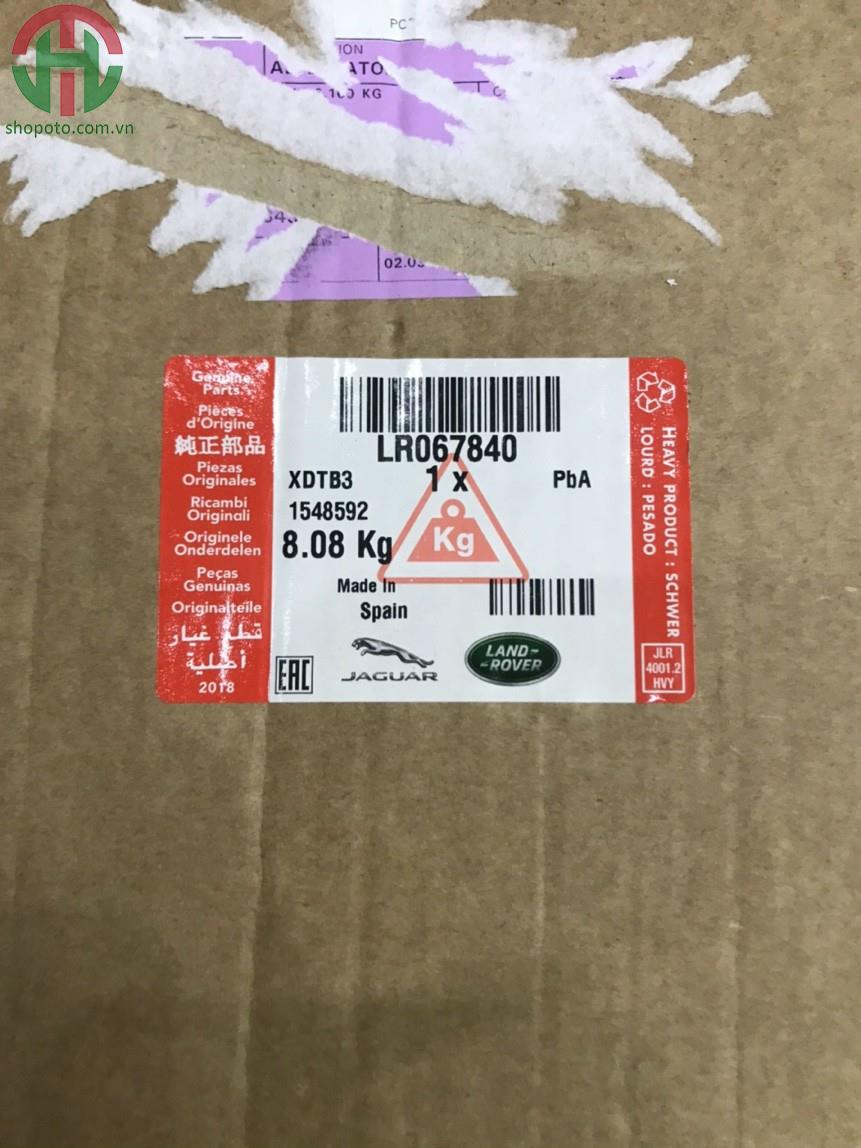 shopoto.com.vn
Genuine
Parts
Pièces
d'Origine
純正部品
Piezas
Originales
Ricambi
Originali
Originele
Onderdelen
Peças
Genuinas
Originalteile
قطع غيار
أصلية
2018
LR067840
XDTB3
1 x
PbA
1548592
8.08 Kg
Kg
Made In
Spain
EAC
JAGUAR
LAND-
-ROVER
HEAVY PRODUCT : SCHWER
LOURD : PESADO
JLR
4001.2
HVY